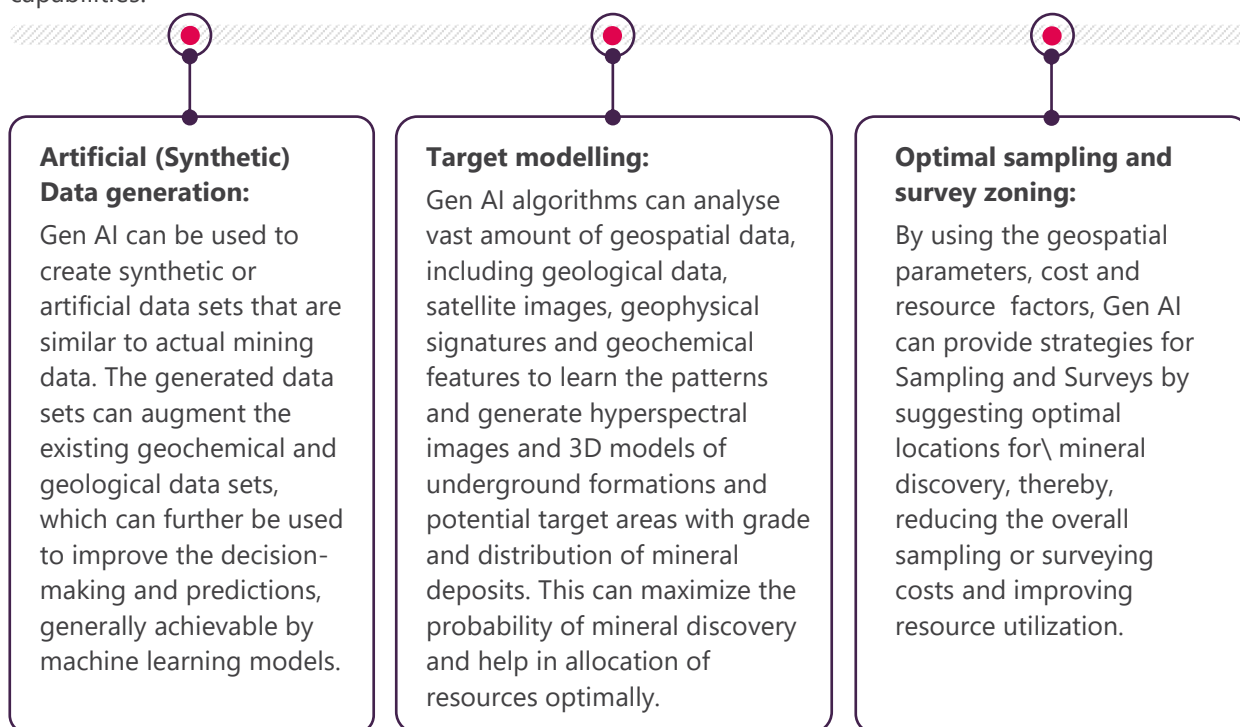 capabilities.
Artificial (Synthetic)
Data generation:
Gen AI can be used to
create synthetic or
artificial data sets that are
similar to actual mining
data. The generated data
sets can augment the
existing geochemical and
geological data sets,
which can further be used
to improve the decision-
making and predictions,
generally achievable by
machine learning models.
Target modelling:
Gen AI algorithms can analyse
vast amount of geospatial data,
including geological data,
satellite images, geophysical
signatures and geochemical
features to learn the patterns
and generate hyperspectral
images and 3D models of
underground formations and
potential target areas with grade
and distribution of mineral
deposits. This can maximize the
probability of mineral discovery
and help in allocation of
resources optimally.
Optimal sampling and
survey zoning:
By using the geospatial
parameters, cost and
resource  factors, Gen AI
can provide strategies for
Sampling and Surveys by
suggesting optimal
locations for\ mineral
discovery, thereby,
reducing the overall
sampling or surveying
costs and improving
resource utilization.